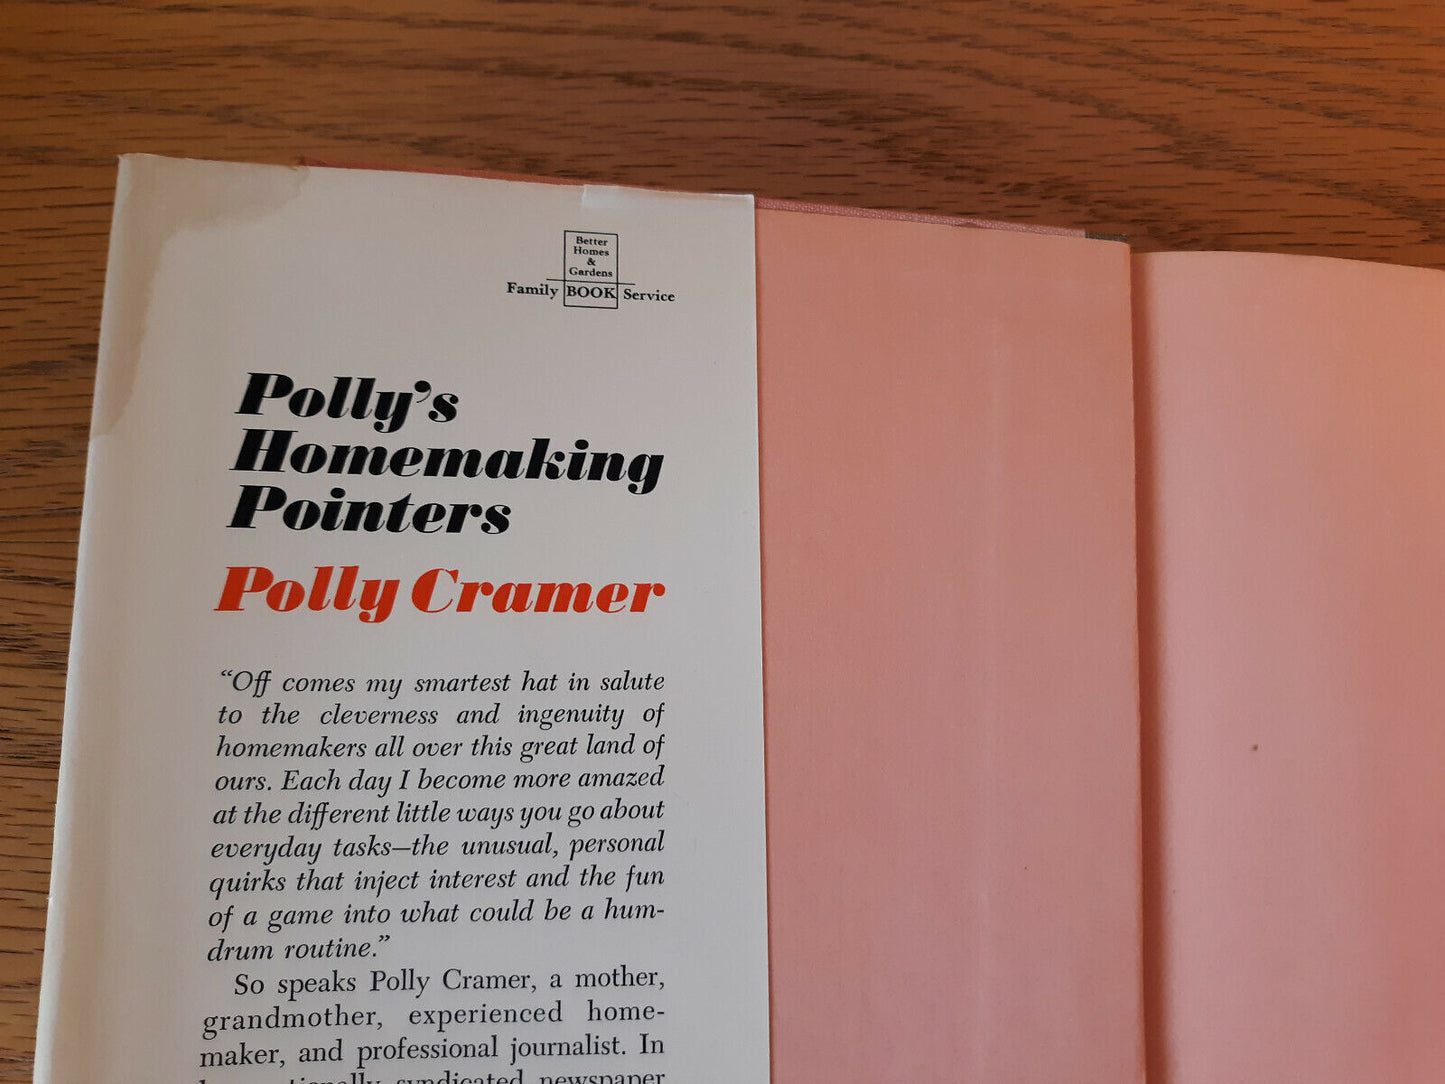 Better
Homes
&
Gardens
Family BOOK Service
Polly's
Homemaking
Pointers
Polly Cramer
“Off comes my smartest hat in salute
to the cleverness and ingenuity of
homemakers all over this great land of
ours. Each day I become more amazed
at the different little ways you go about
everyday tasks—the unusual, personal
quirks that inject interest and the fun
of a game into what could be a hum-
drum routine.”
So speaks Polly Cramer, a mother,
grandmother, experienced home-
maker, and professional journalist. In
syndicated newspaper